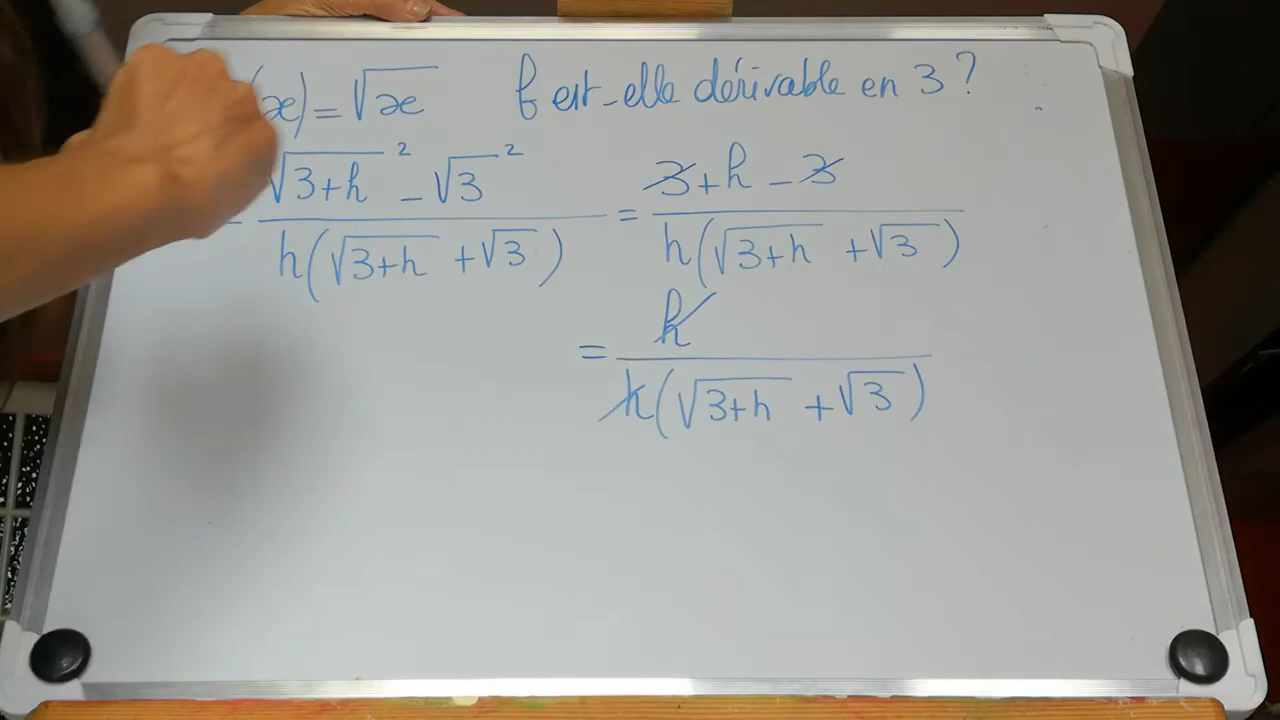 (x) = √x f est-elle dérivable en 3 ?
(√3+h² - √3²) / (h(√3+h + √3)) = (3+h-3) / (h(√3+h + √3))
= h / (h(√3+h + √3))